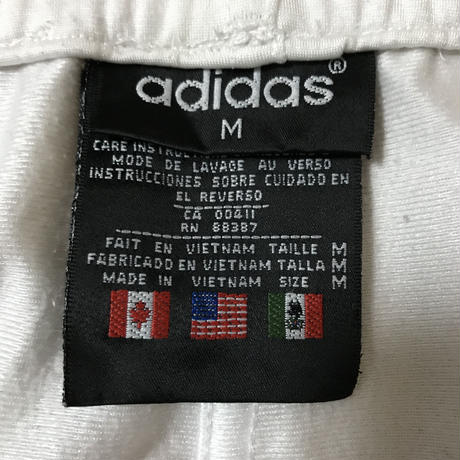 adidas®
M
CARE INSTRUC
MODE DE LAVAGE AU VERSO
INSTRUCCIONES SOBRE CUIDADO EN
EL REVERSO
CA 00411
RN 88387
FAIT EN VIETNAM TAILLE M
FABRICADO EN VIETNAM TALLA M
MADE IN VIETNAM SIZE M